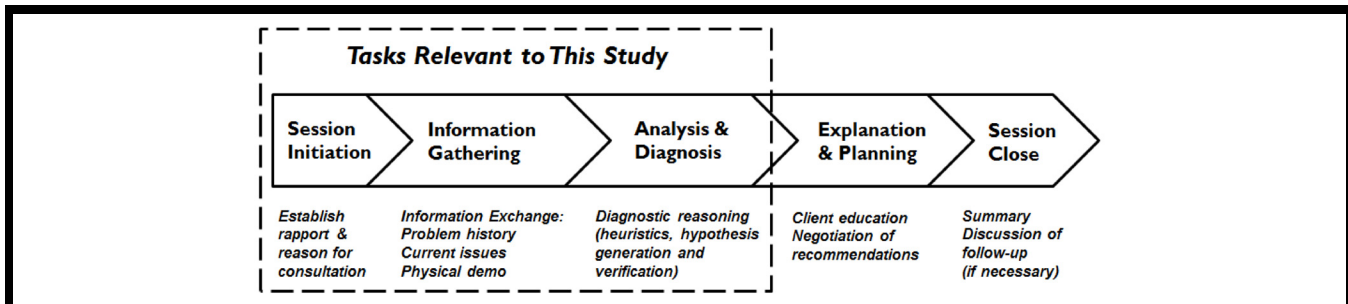 Tasks Relevant to This Study
Session
Initiation
Information
Gathering
Analysis &
Diagnosis
Explanation
& Planning
Session
Close
Establish
rapport &
reason for
consultation
Information Exchange:
Problem history
Current issues
Physical demo
Diagnostic reasoning
(heuristics, hypothesis
generation and
verification)
Client education
Negotiation of
recommendations
Summary
Discussion of
follow-up
(if necessary)